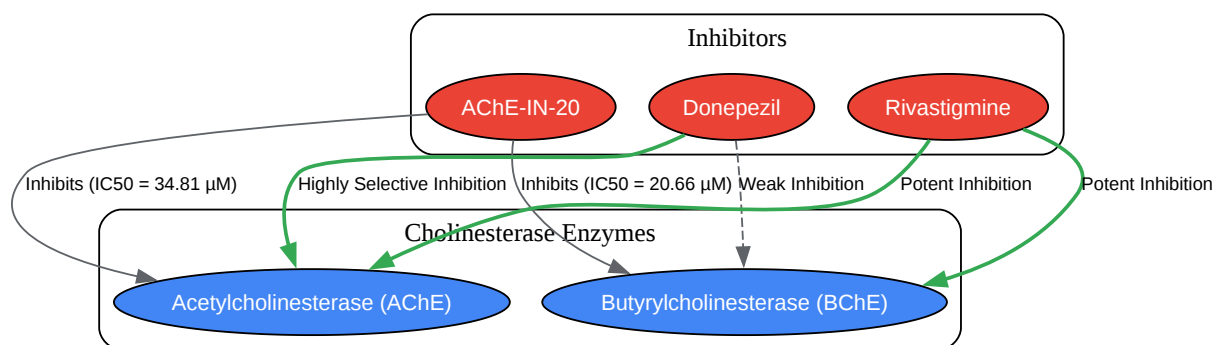 Inhibitors
AChE-IN-20
Donepezil
Rivastigmine
Inhibits (IC50 = 34.81 µM)
Highly Selective Inhibition
Inhibits (IC50 = 20.66 µM)
Weak Inhibition
Potent Inhibition
Potent Inhibition
Cholinesterase Enzymes
Acetylcholinesterase (AChE)
Butyrylcholinesterase (BChE)